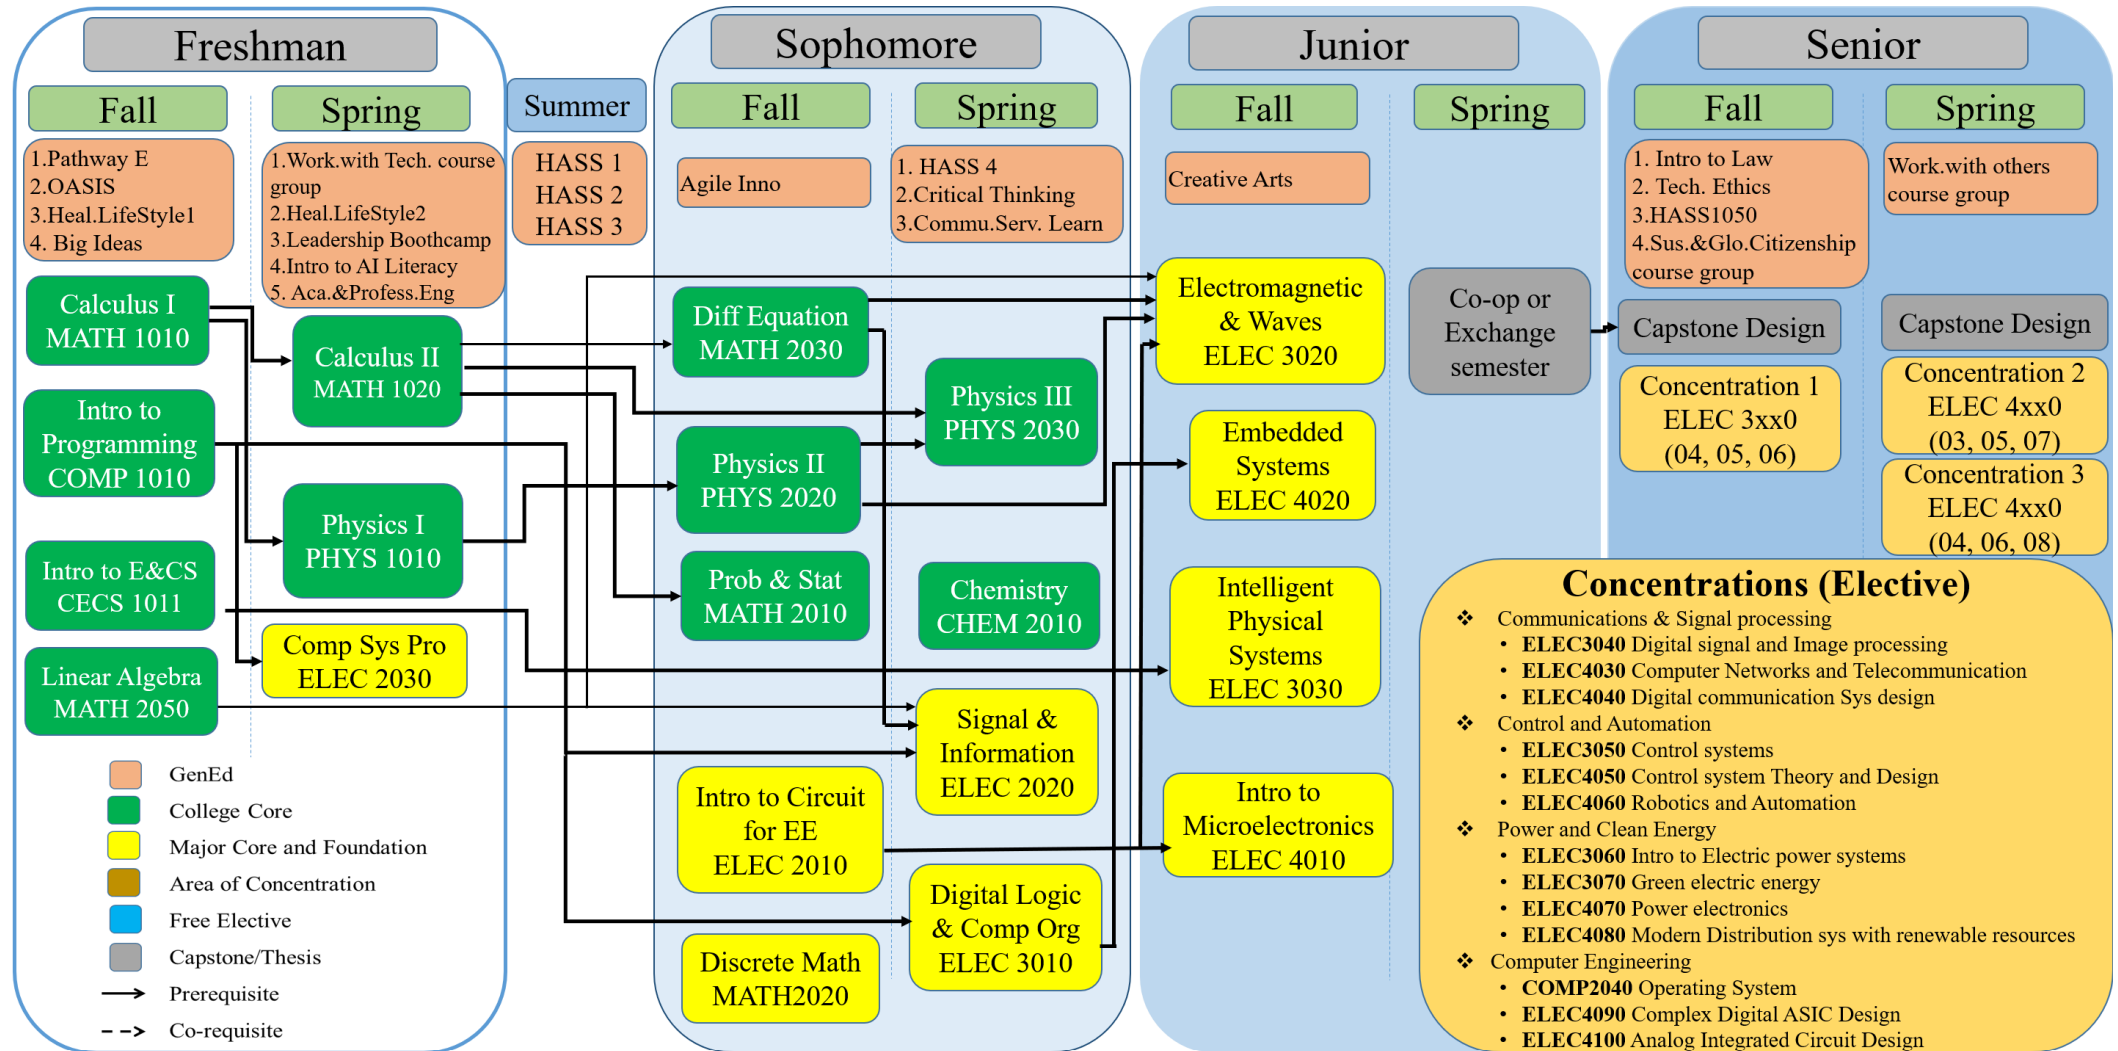 Freshman
Fall
Spring
1.Pathway E
2.OASIS
3.Heal.LifeStyle1
4. Big Ideas
1.Work.with Tech. course
group
2.Heal.LifeStyle2
3.Leadership Boothcamp
4.Intro to AI Literacy
5. Aca.&Profess.Eng
Calculus I
MATH 1010
Calculus II
MATH 1020
Intro to
Programming
COMP 1010
Physics I
PHYS 1010
Intro to E&CS
CECS 1011
Comp Sys Pro
ELEC 2030
Linear Algebra
MATH 2050
GenEd
College Core
Major Core and Foundation
Area of Concentration
Free Elective
Capstone/Thesis
Prerequisite
Co-requisite
Summer
HASS 1
HASS 2
HASS 3
Sophomore
Fall
Spring
Agile Inno
1. HASS 4
2.Critical Thinking
3.Commu.Serv. Learn
Diff Equation
MATH 2030
Physics III
PHYS 2030
Physics II
PHYS 2020
Prob & Stat
MATH 2010
Chemistry
CHEM 2010
Signal &
Information
ELEC 2020
Intro to Circuit
for EE
ELEC 2010
Digital Logic
& Comp Org
ELEC 3010
Discrete Math
MATH2020
Junior
Fall
Spring
Creative Arts
Electromagnetic
& Waves
ELEC 3020
Co-op or
Exchange
semester
Embedded
Systems
ELEC 4020
Intelligent
Physical
Systems
ELEC 3030
Intro to
Microelectronics
ELEC 4010
Senior
Fall
Spring
1. Intro to Law
2. Tech. Ethics
3.HASS1050
4.Sus.&Glo.Citizenship
course group
Work.with others
course group
Capstone Design
Capstone Design
Concentration 1
ELEC 3xx0
(04, 05, 06)
Concentration 2
ELEC 4xx0
(03, 05, 07)
Concentration 3
ELEC 4xx0
(04, 06, 08)
Concentrations (Elective)
❖ Communications & Signal processing
• ELEC3040 Digital signal and Image processing
• ELEC4030 Computer Networks and Telecommunication
• ELEC4040 Digital communication Sys design
❖ Control and Automation
• ELEC3050 Control systems
• ELEC4050 Control system Theory and Design
• ELEC4060 Robotics and Automation
❖ Power and Clean Energy
• ELEC3060 Intro to Electric power systems
• ELEC3070 Green electric energy
• ELEC4070 Power electronics
• ELEC4080 Modern Distribution sys with renewable resources
❖ Computer Engineering
• COMP2040 Operating System
• ELEC4090 Complex Digital ASIC Design
• ELEC4100 Analog Integrated Circuit Design